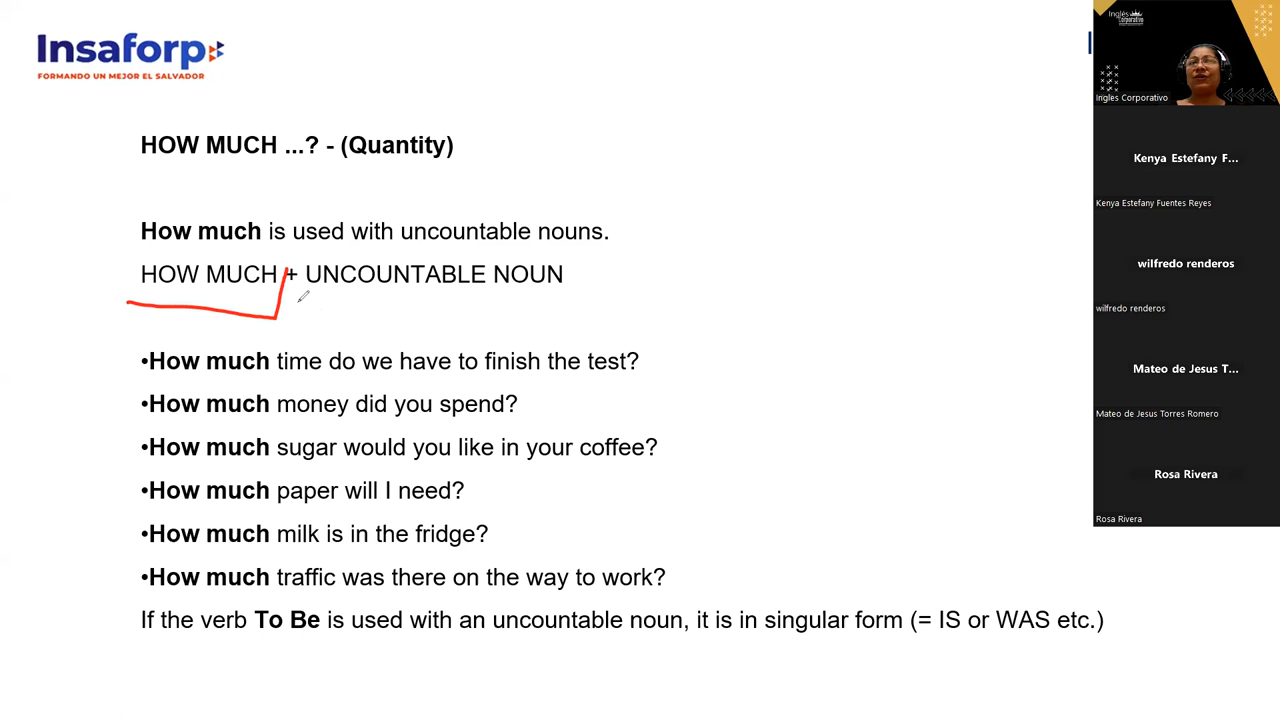 Insaforp
FORMANDO UN MEJOR EL SALVADOR
HOW MUCH ...? - (Quantity)
How much is used with uncountable nouns.
HOW MUCH + UNCOUNTABLE NOUN
•How much time do we have to finish the test?
•How much money did you spend?
•How much sugar would you like in your coffee?
•How much paper will I need?
•How much milk is in the fridge?
•How much traffic was there on the way to work?
If the verb To Be is used with an uncountable noun, it is in singular form (= IS or WAS etc.)
Inglés
Corporativo
Ingles Corporativo
Kenya Estefany F...
Kenya Estefany Fuentes Reyes
wilfredo renderos
wilfredo renderos
Mateo de Jesus T...
Mateo de Jesus Torres Romero
Rosa Rivera
Rosa Rivera